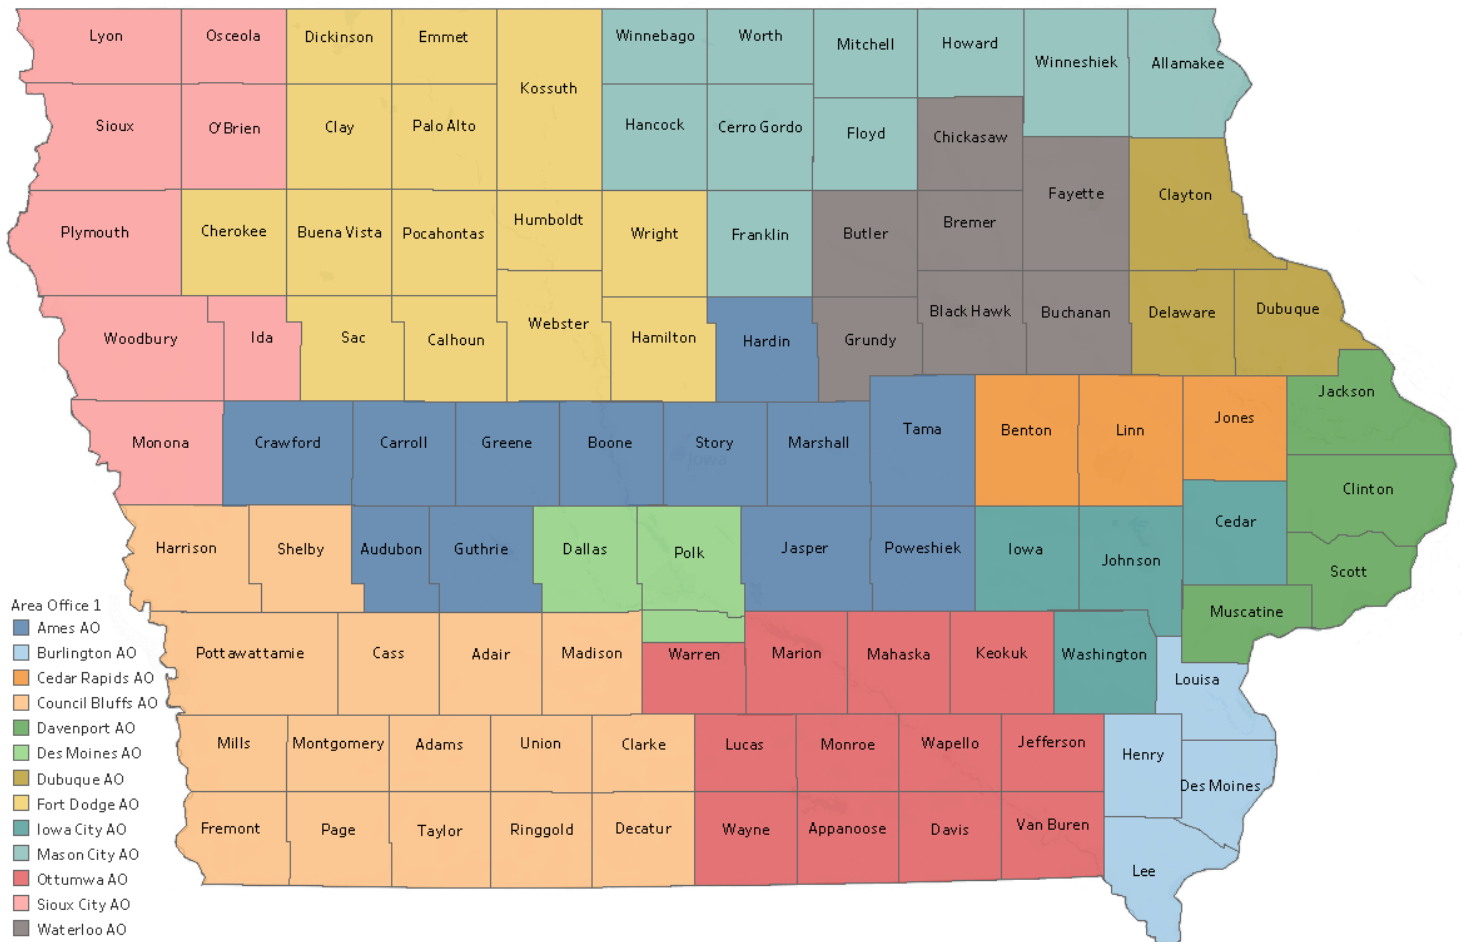 Lyon Osceola Dickinson Emmet Kossuth Winnebago Worth Mitchell Howard Winneshiek Allamakee
Sioux O'Brien Clay Palo Alto Hancock Cerro Gordo Floyd Chickasaw
Plymouth Cherokee Buena Vista Pocahontas Humboldt Wright Franklin Butler Bremer Fayette Clayton
Woodbury Ida Sac Calhoun Webster Hamilton Hardin Grundy Black Hawk Buchanan Delaware Dubuque
Monona Crawford Carroll Greene Boone Story Marshall Tama Benton Linn Jones Jackson
Iowa
Harrison Shelby Audubon Guthrie Dallas Polk Jasper Poweshiek Iowa Johnson Cedar Clinton
Scott
Muscatine
Pottawattamie Cass Adair Madison Warren Marion Mahaska Keokuk Washington Louisa
Mills Montgomery Adams Union Clarke Lucas Monroe Wapello Jefferson Henry Des Moines
Fremont Page Taylor Ringgold Decatur Wayne Appanoose Davis Van Buren Lee
Area Office 1
Ames AO
Burlington AO
Cedar Rapids AO
Council Bluffs AO
Davenport AO
Des Moines AO
Dubuque AO
Fort Dodge AO
Iowa City AO
Mason City AO
Ottumwa AO
Sioux City AO
Waterloo AO